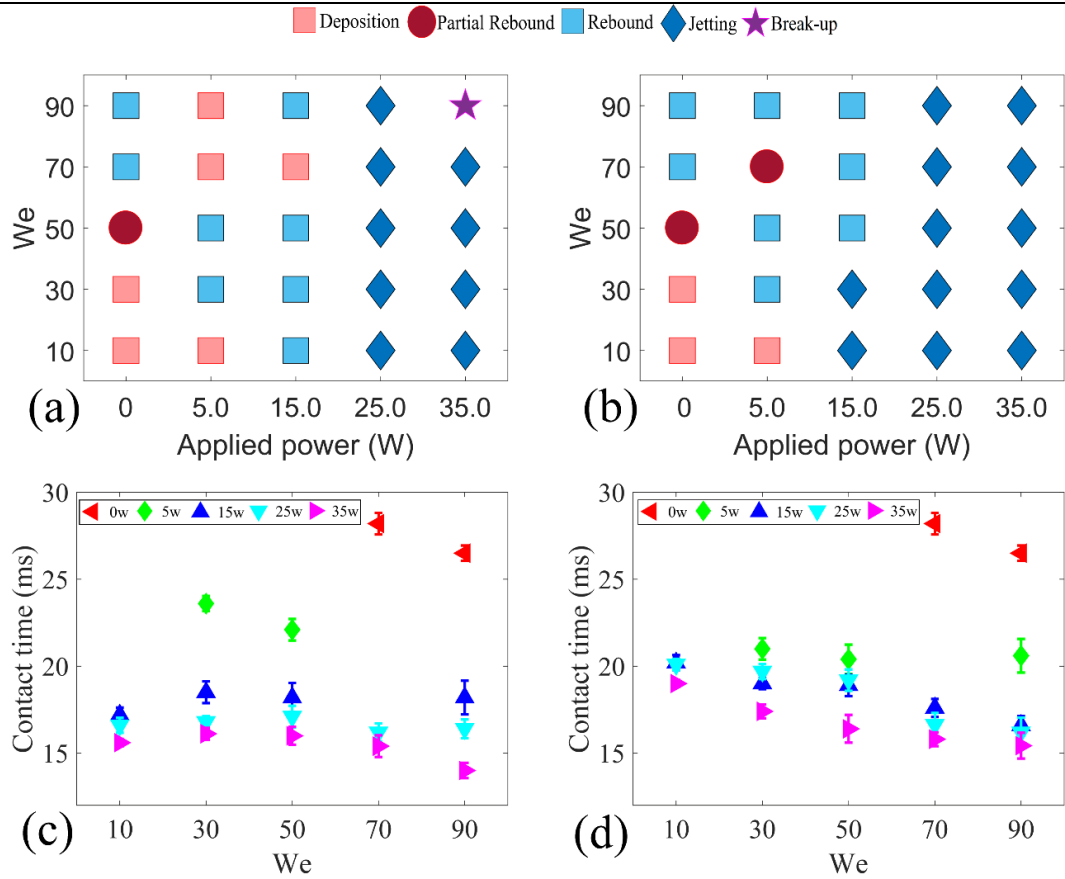 Deposition Partial Rebound Rebound Jetting Break-up
90
70
50
30
10
We
0 5.0 15.0 25.0 35.0
Applied power (W)
(a)
90
70
50
30
10
We
0 5.0 15.0 25.0 35.0
Applied power (W)
(b)
30
25
20
15
Contact time (ms)
0w 5w 15w 25w 35w
10 30 50 70 90
We
(c)
30
25
20
15
Contact time (ms)
0w 5w 15w 25w 35w
10 30 50 70 90
We
(d)